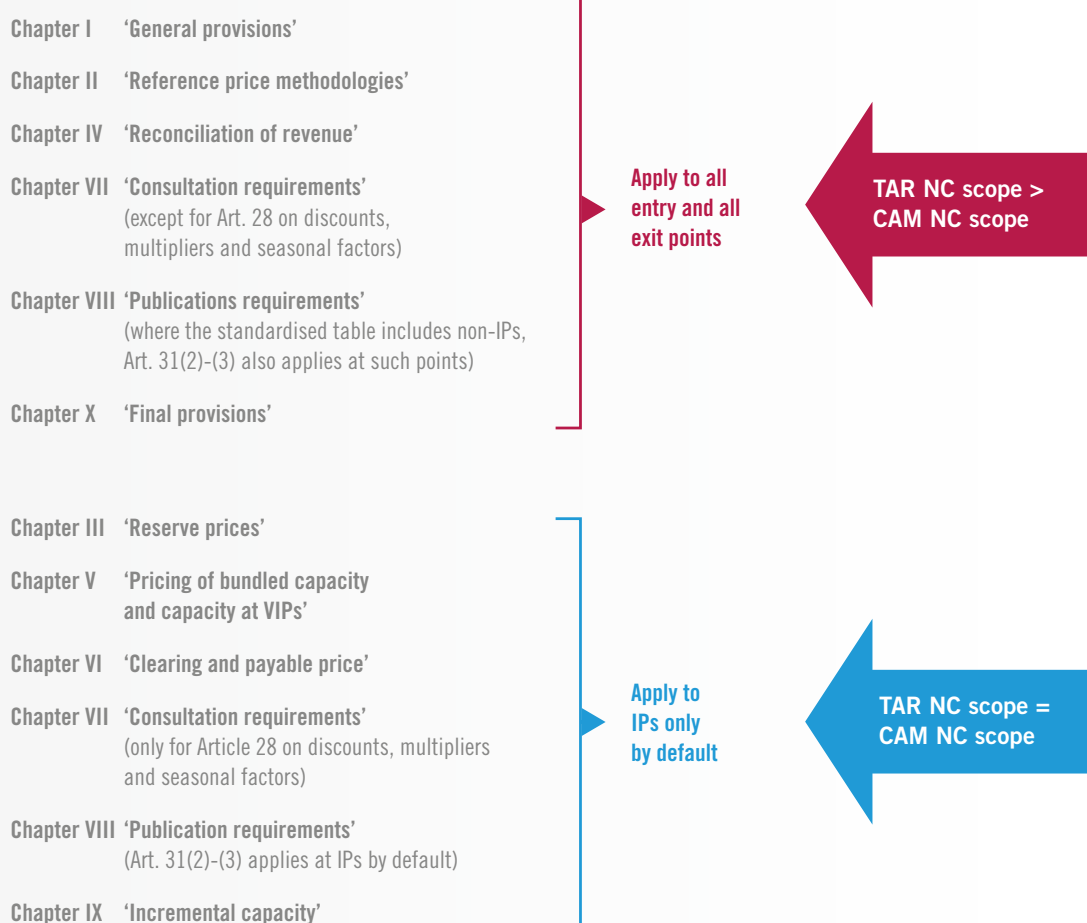 Chapter I ‘General provisions’
Chapter II ‘Reference price methodologies’
Chapter IV ‘Reconciliation of revenue’
Chapter VII ‘Consultation requirements’
(except for Art. 28 on discounts,
multipliers and seasonal factors)
Chapter VIII ‘Publications requirements’
(where the standardised table includes non-IPs,
Art. 31(2)-(3) also applies at such points)
Chapter X ‘Final provisions’
Apply to all
entry and all
exit points
TAR NC scope >
CAM NC scope
Chapter III ‘Reserve prices’
Chapter V ‘Pricing of bundled capacity
and capacity at VIPs’
Chapter VI ‘Clearing and payable price’
Chapter VII ‘Consultation requirements’
(only for Article 28 on discounts, multipliers
and seasonal factors)
Chapter VIII ‘Publication requirements’
(Art. 31(2)-(3) applies at IPs by default)
Chapter IX ‘Incremental capacity’
Apply to
IPs only
by default
TAR NC scope =
CAM NC scope